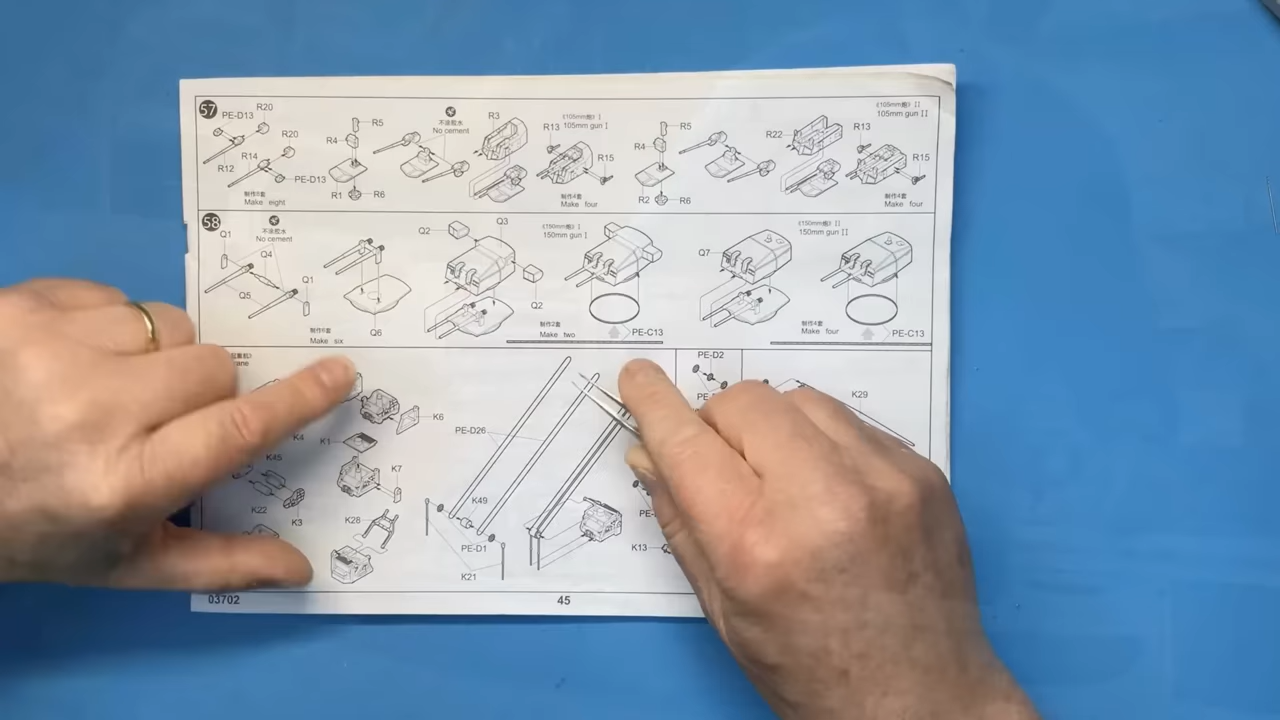 57
PE-D13
R20
R20
R14
R12
PE-D13
制作8套
Make eight
R5
R4
R1
R6
不涂胶水
No cement
R3
《105mm炮》 I
105mm gun I
R13
R15
制作4套
Make four
R5
R4
R2
R6
R22
《105mm炮》 II
105mm gun II
R13
R15
制作4套
Make four
58
不涂胶水
No cement
Q1
Q4
Q1
Q5
Q6
制作6套
Make six
Q2
Q3
Q2
《150mm炮》 I
150mm gun I
制作2套
Make two
PE-C13
Q7
《150mm炮》 II
150mm gun II
制作4套
Make four
PE-C13
K6
K4
K1
K45
K7
K22
K3
K28
PE-D26
K49
PE-D1
K21
PE-D2
K13
K29
03702
45